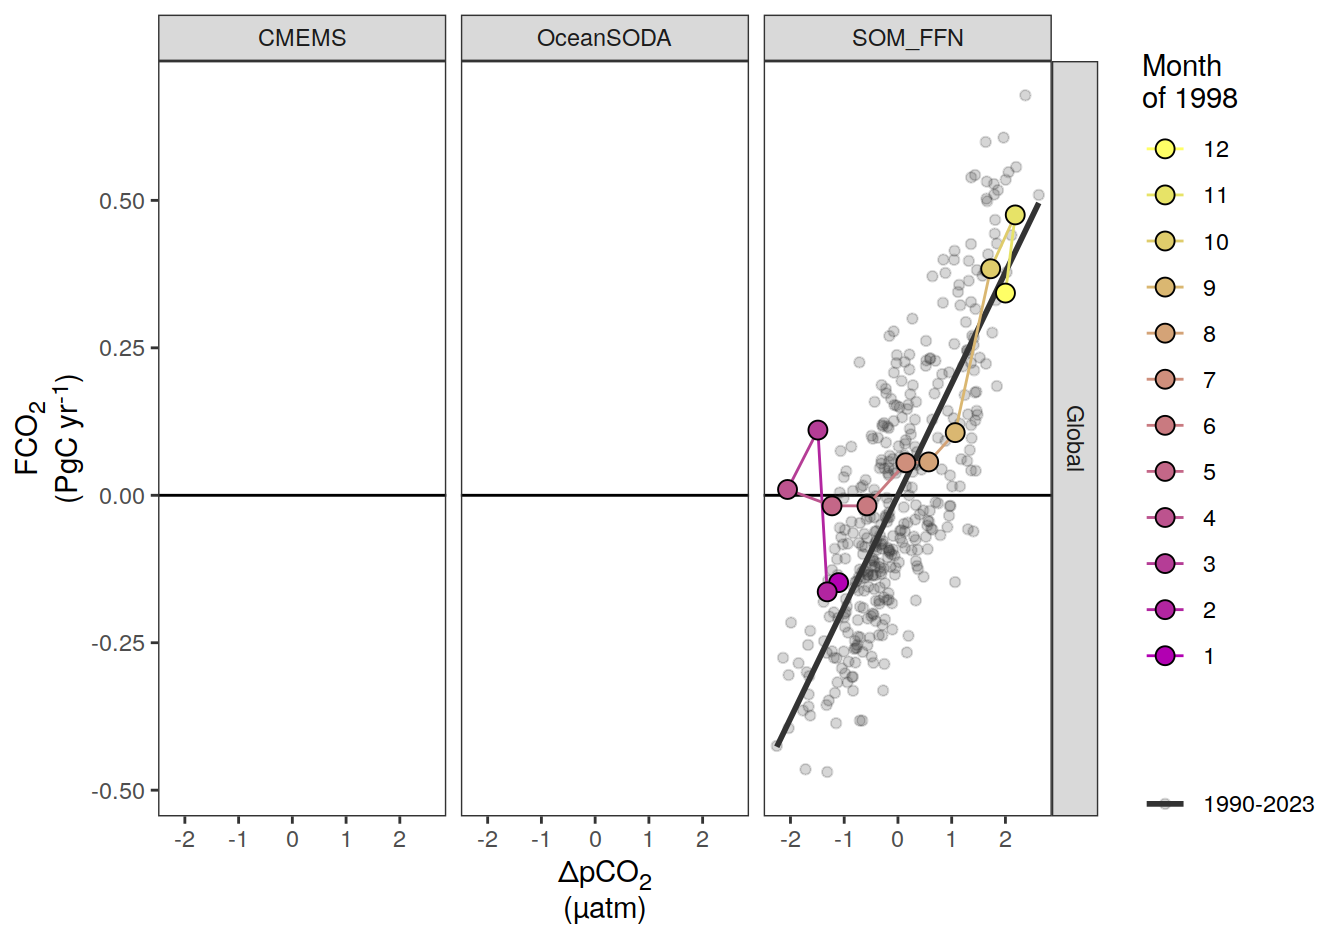 CMEMS
OceanSODA
SOM_FFN
Global
FCO₂
(PgC yr⁻¹)
0.50
0.25
0.00
-0.25
-0.50
-2 -1 0 1 2
-2 -1 0 1 2
-2 -1 0 1 2
ΔpCO₂
(µatm)
Month
of 1998
12
11
10
9
8
7
6
5
4
3
2
1
1990-2023